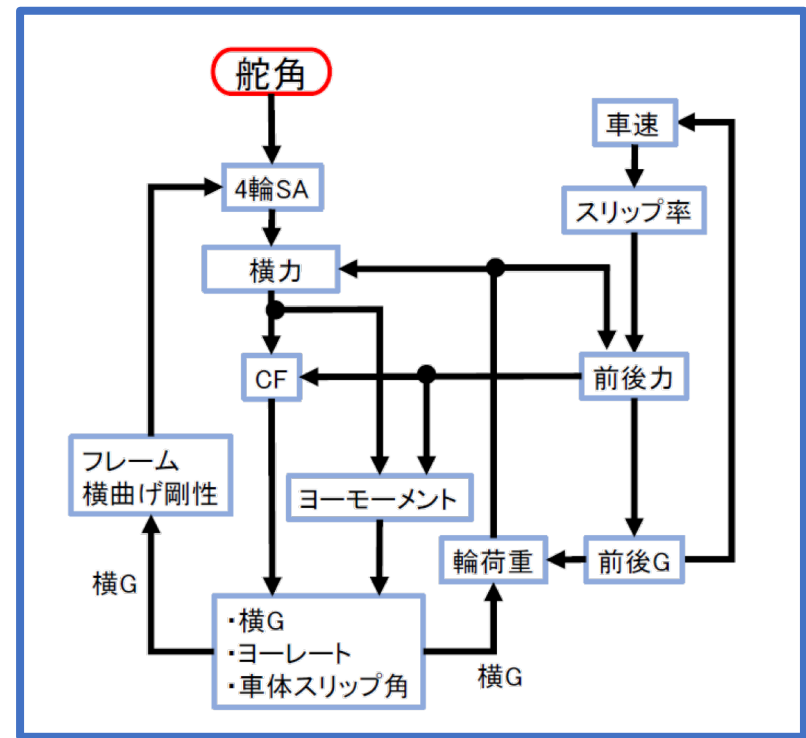 舵角
車速
4輪SA
スリップ率
横力
CF
前後力
フレーム
横曲げ剛性
ヨーモーメント
輪荷重
前後G
横G
・横G
・ヨーレート
・車体スリップ角
横G